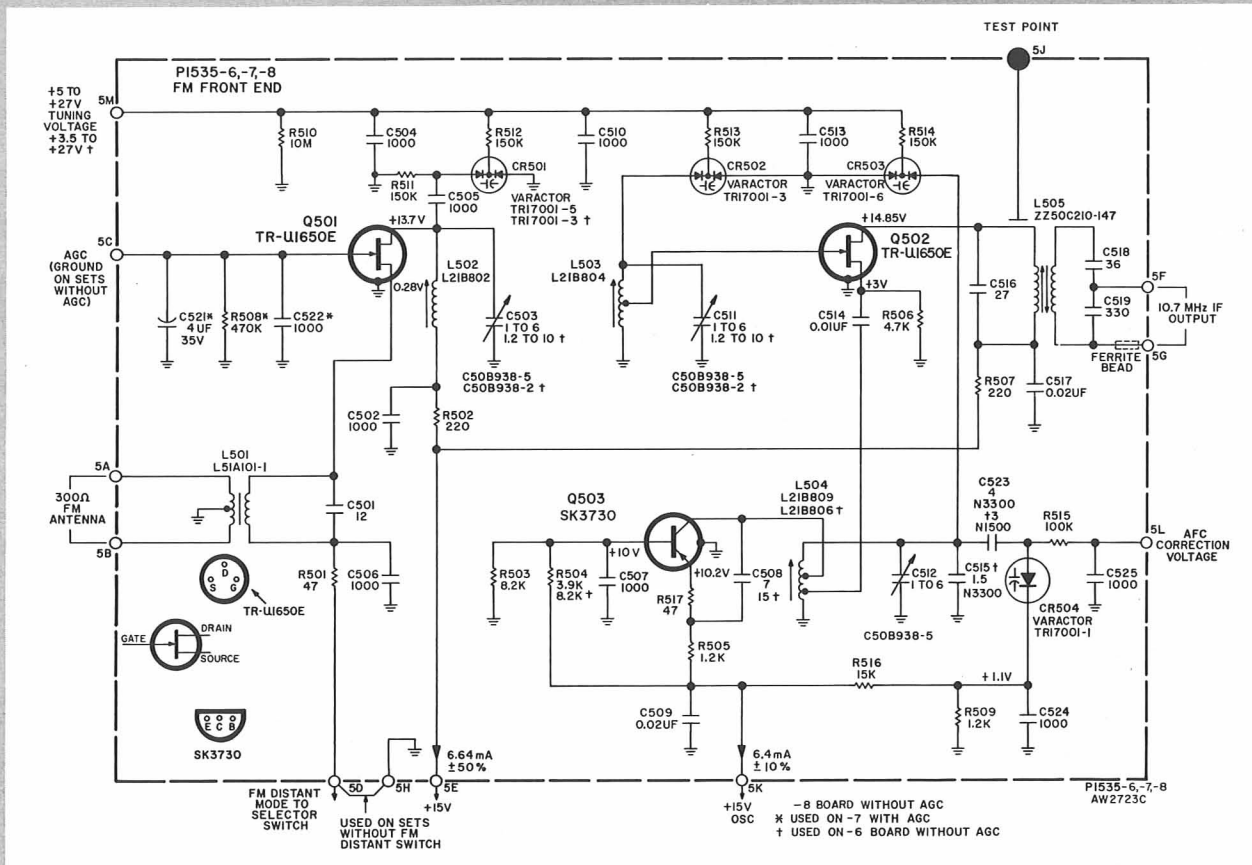 TEST POINT
5J
P1535-6,-7,-8
FM FRONT END
+5 TO
+27V
TUNING
VOLTAGE
+3.5 TO
+27V †
5M
R510
10M
C504
1000
R512
150K
C510
1000
R513
150K
C513
1000
R514
150K
R511
150K
C505
1000
CR501
VARACTOR
TR17001-5
TR17001-3 †
CR502
VARACTOR
TR17001-3
CR503
VARACTOR
TR17001-6
L505
ZZ50C210-147
Q501
TR-U1650E
+13.7V
+14.85V
Q502
TR-U1650E
5C
AGC
(GROUND
ON SETS
WITHOUT
AGC)
0.28V
L502
L21B802
L503
L21B804
+3V
C518
36
5F
C516
27
C519
330
10.7 MHz IF
OUTPUT
5G
FERRITE
BEAD
C521*
4UF
35V
R508*
470K
C522*
1000
C503
1 TO 6
1.2 TO 10 †
C50B938-5
C50B938-2 †
C511
1 TO 6
1.2 TO 10 †
C50B938-5
C50B938-2 †
C514
0.01UF
R506
4.7K
R507
220
C517
0.02UF
C502
1000
R502
220
5A
300Ω
FM
ANTENNA
5B
L501
L51A101-1
C501
12
R501
47
C506
1000
Q503
SK3730
L504
L21B809
L21B806†
C523
4
N3300
†3
N1500
R515
100K
5L
AFC
CORRECTION
VOLTAGE
+10V
+10.2V
R503
8.2K
R504
3.9K
8.2K †
C507
1000
R517
47
C508
7
15†
C512
1 TO 6
C50B938-5
C515†
1.5
N3300
C525
1000
CR504
VARACTOR
TR17001-1
R505
1.2K
R516
15K
+1.1V
C509
0.02UF
R509
1.2K
C524
1000
D
S G
TR-U1650E
GATE
DRAIN
SOURCE
E C B
SK3730
6.64mA
±50%
6.4mA
±10%
5D
5H
5E
5K
FM DISTANT
MODE TO
SELECTOR
SWITCH
USED ON SETS
WITHOUT FM
DISTANT SWITCH
+15V
+15V
OSC
-8 BOARD WITHOUT AGC
* USED ON -7 WITH AGC
† USED ON -6 BOARD WITHOUT AGC
P1535-6,-7,-8
AW2723C